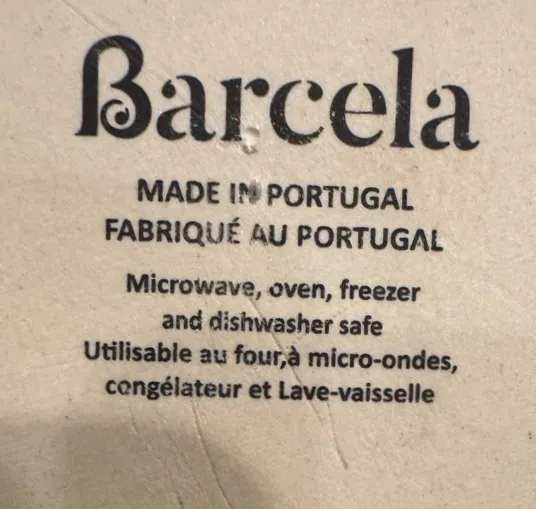 Barcela
MADE IN PORTUGAL
FABRIQUÉ AU PORTUGAL
Microwave, oven, freezer
and dishwasher safe
Utilisable au four,à micro-ondes,
congélateur et Lave-vaisselle